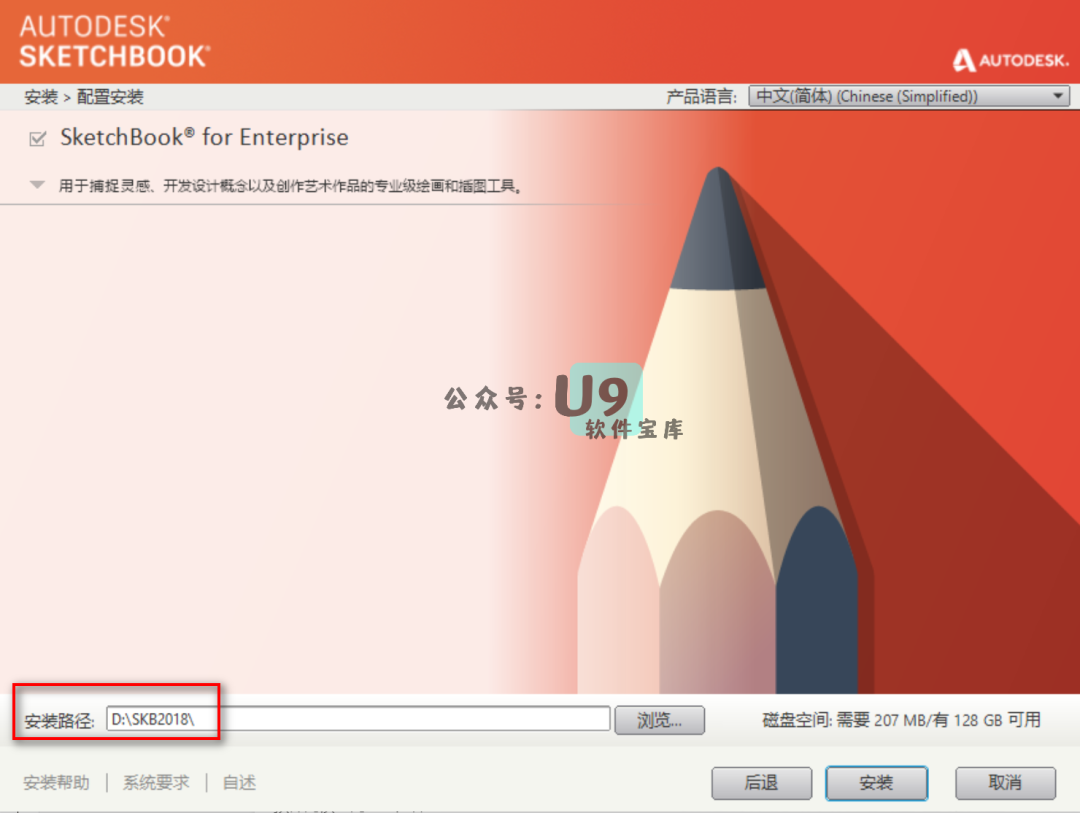 AUTODESK®
SKETCHBOOK®
AUTODESK.
安装 > 配置安装
产品语言: 中文(简体) (Chinese (Simplified))
SketchBook® for Enterprise
用于捕捉灵感、开发设计概念以及创作艺术作品的专业级绘画和插图工具。
公众号: U9
软件宝库
安装路径: D:\SKB2018\ 浏览... 磁盘空间: 需要 207 MB/有 128 GB 可用
安装帮助 | 系统要求 | 自述 后退 安装 取消